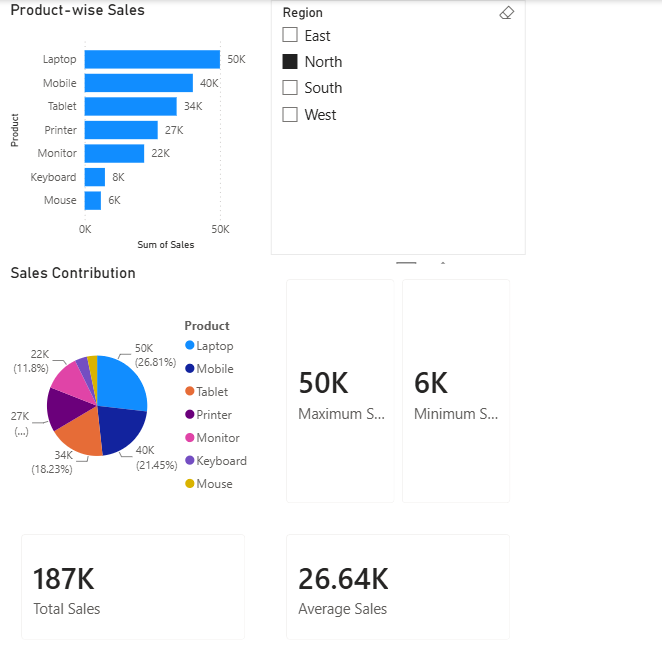 Product-wise Sales
Product
Laptop 50K
Mobile 40K
Tablet 34K
Printer 27K
Monitor 22K
Keyboard 8K
Mouse 6K
0K 50K
Sum of Sales
Region
East
North
South
West
Sales Contribution
50K
(26.81%)
40K
(21.45%)
34K
(18.23%)
27K
(...)
22K
(11.8%)
Product
Laptop
Mobile
Tablet
Printer
Monitor
Keyboard
Mouse
50K
Maximum S...
6K
Minimum S...
187K
Total Sales
26.64K
Average Sales